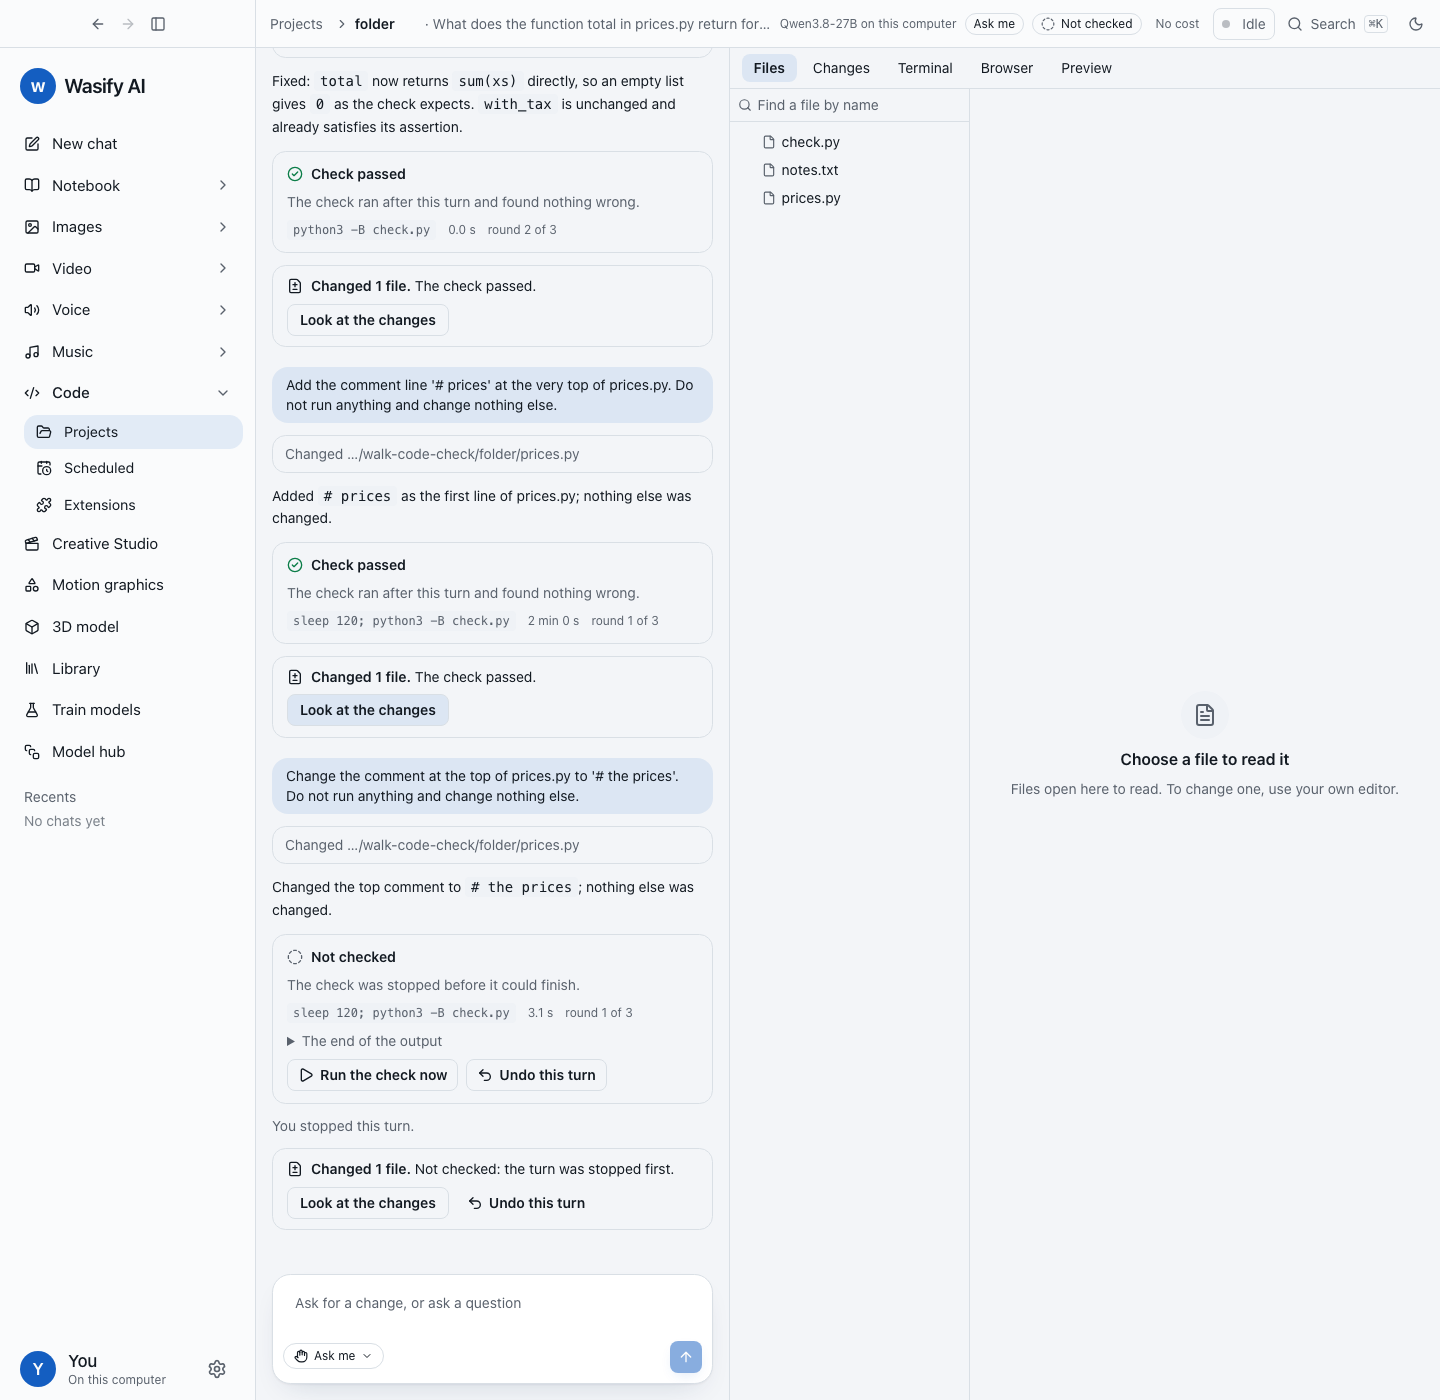 Projects
folder
· What does the function total in prices.py return for…
Qwen3.8-27B on this computer
Ask me
Not checked
No cost
Idle
Search
⌘K
W
Wasify AI
New chat
Notebook
Images
Video
Voice
Music
Code
Projects
Scheduled
Extensions
Creative Studio
Motion graphics
3D model
Library
Train models
Model hub
Recents
No chats yet
Y
You
On this computer
Fixed: total now returns sum(xs) directly, so an empty list
gives 0 as the check expects. with_tax is unchanged and
already satisfies its assertion.
Check passed
The check ran after this turn and found nothing wrong.
python3 -B check.py 0.0 s round 2 of 3
Changed 1 file. The check passed.
Look at the changes
Add the comment line '# prices' at the very top of prices.py. Do
not run anything and change nothing else.
Changed …/walk-code-check/folder/prices.py
Added # prices as the first line of prices.py; nothing else was
changed.
Check passed
The check ran after this turn and found nothing wrong.
sleep 120; python3 -B check.py 2 min 0 s round 1 of 3
Changed 1 file. The check passed.
Look at the changes
Change the comment at the top of prices.py to '# the prices'.
Do not run anything and change nothing else.
Changed …/walk-code-check/folder/prices.py
Changed the top comment to # the prices ; nothing else was
changed.
Not checked
The check was stopped before it could finish.
sleep 120; python3 -B check.py 3.1 s round 1 of 3
The end of the output
Run the check now
Undo this turn
You stopped this turn.
Changed 1 file. Not checked: the turn was stopped first.
Look at the changes
Undo this turn
Ask for a change, or ask a question
Ask me
Files
Changes
Terminal
Browser
Preview
Find a file by name
check.py
notes.txt
prices.py
Choose a file to read it
Files open here to read. To change one, use your own editor.